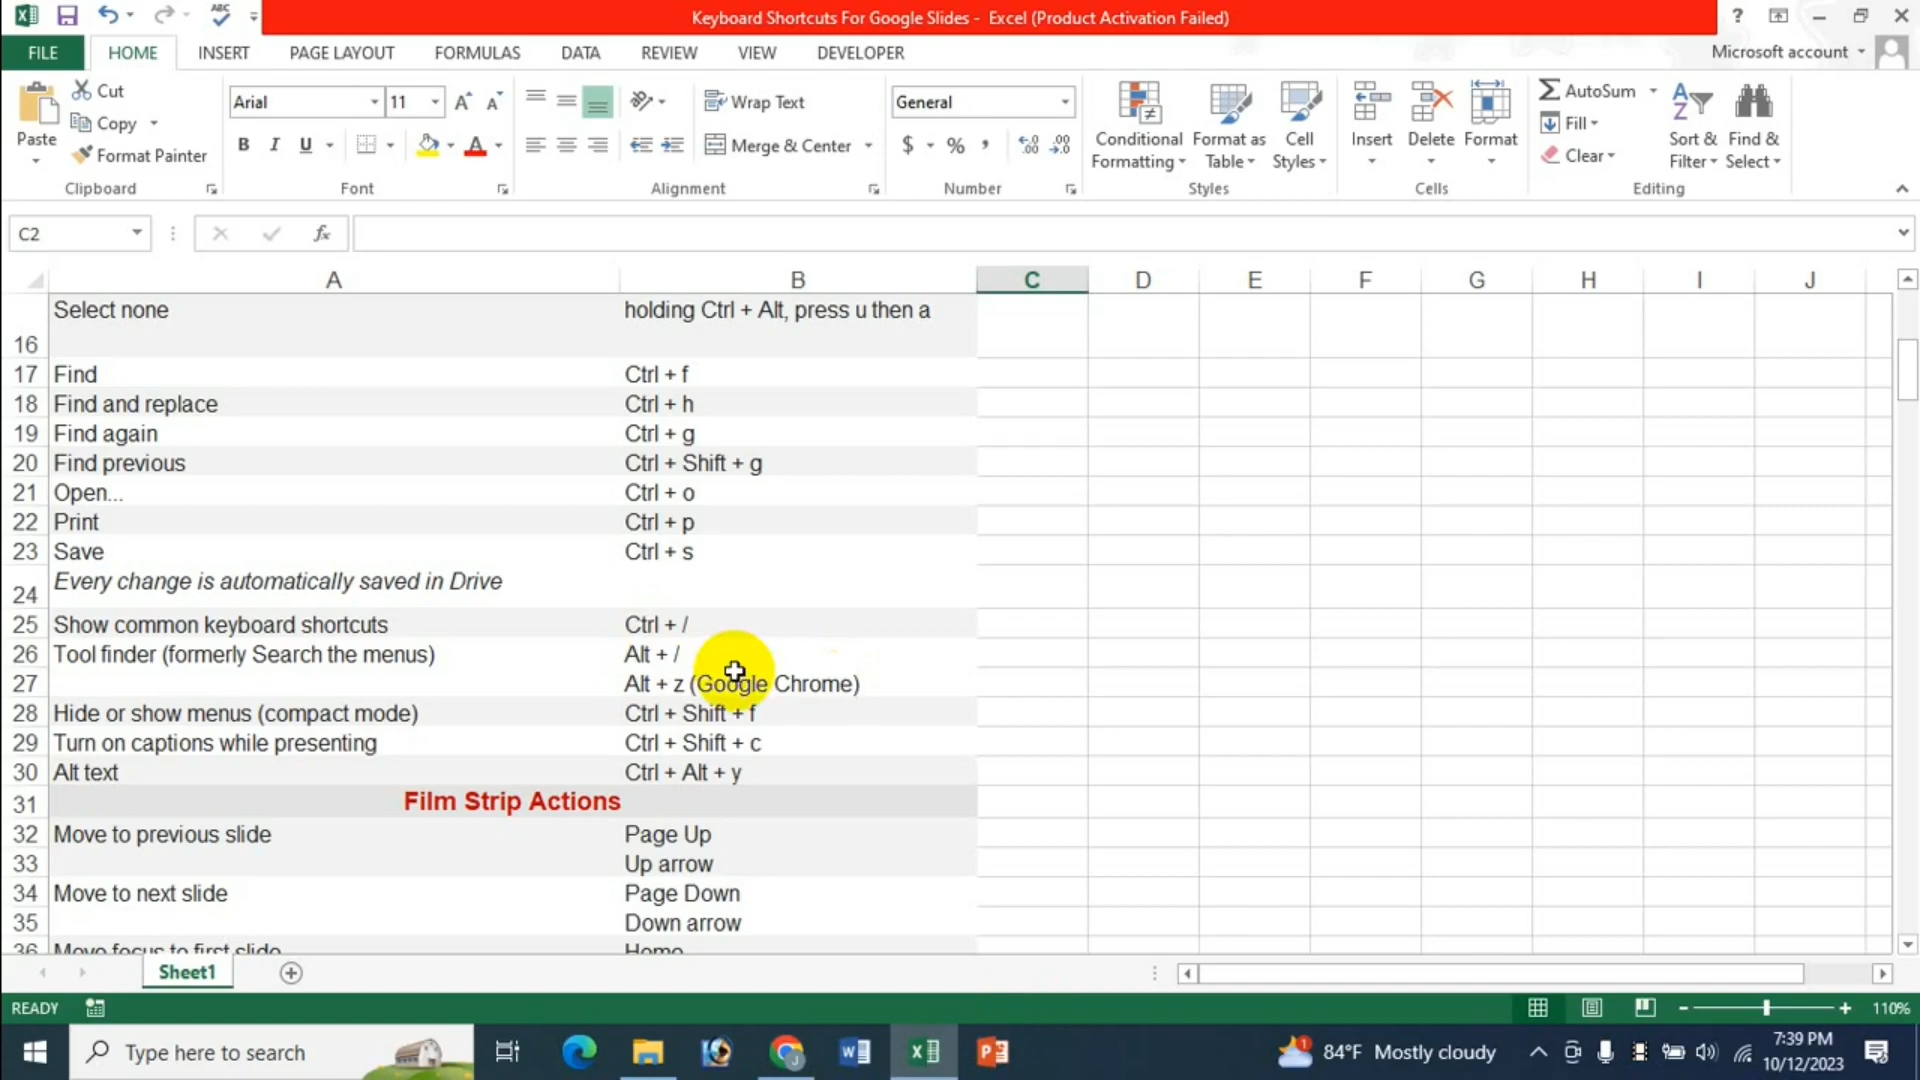 Keyboard Shortcuts For Google Slides - Excel (Product Activation Failed)
?
FILE HOME INSERT PAGE LAYOUT FORMULAS DATA REVIEW VIEW DEVELOPER Microsoft account
Paste
Cut
Copy
Format Painter
Clipboard
Arial 11
B I U
Font
Wrap Text
Merge & Center
Alignment
General
$ % ,
Number
Conditional Formatting
Format as Table
Cell Styles
Styles
Insert Delete Format
Cells
AutoSum
Fill
Clear
Sort & Filter
Find & Select
Editing
C2
fx
A B C D E F G H I J
16 Select none holding Ctrl + Alt, press u then a
17 Find Ctrl + f
18 Find and replace Ctrl + h
19 Find again Ctrl + g
20 Find previous Ctrl + Shift + g
21 Open... Ctrl + o
22 Print Ctrl + p
23 Save Ctrl + s
24 Every change is automatically saved in Drive
25 Show common keyboard shortcuts Ctrl + /
26 Tool finder (formerly Search the menus) Alt + /
27 Alt + z (Google Chrome)
28 Hide or show menus (compact mode) Ctrl + Shift + f
29 Turn on captions while presenting Ctrl + Shift + c
30 Alt text Ctrl + Alt + y
31 Film Strip Actions
32 Move to previous slide Page Up
33 Up arrow
34 Move to next slide Page Down
35 Down arrow
36 Move focus to first slide Home
Sheet1
READY 110%
Type here to search
84°F Mostly cloudy
7:39 PM
10/12/2023